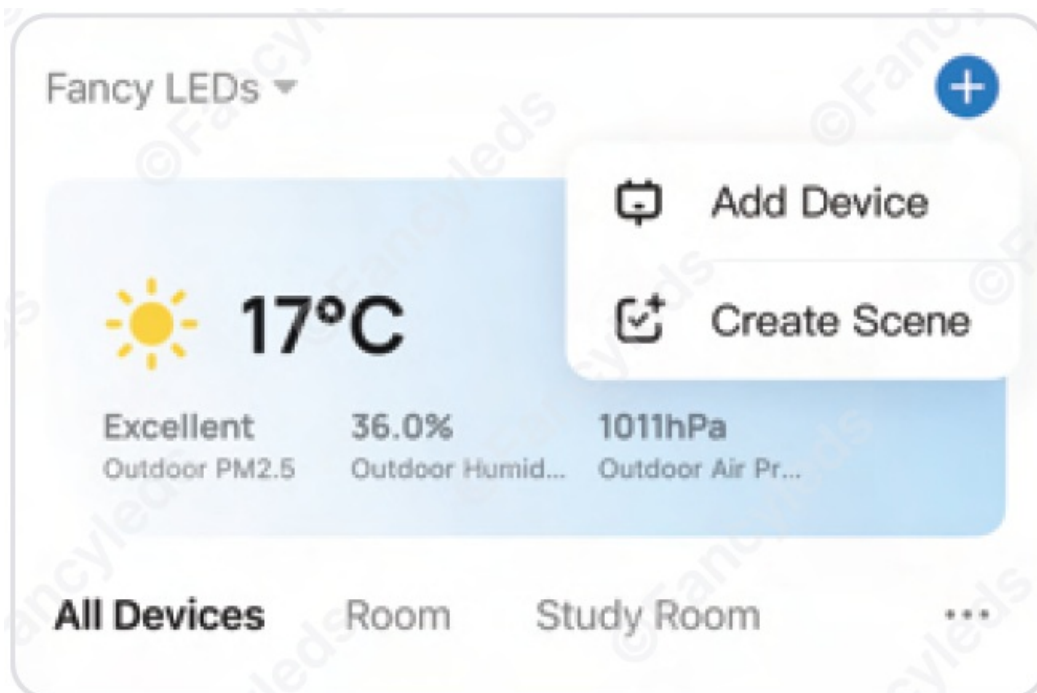 Fancy LEDs
Add Device
Create Scene
17°C
Excellent 36.0% 1011hPa
Outdoor PM2.5 Outdoor Humid... Outdoor Air Pr...
All Devices Room Study Room ...
©Fancyleds